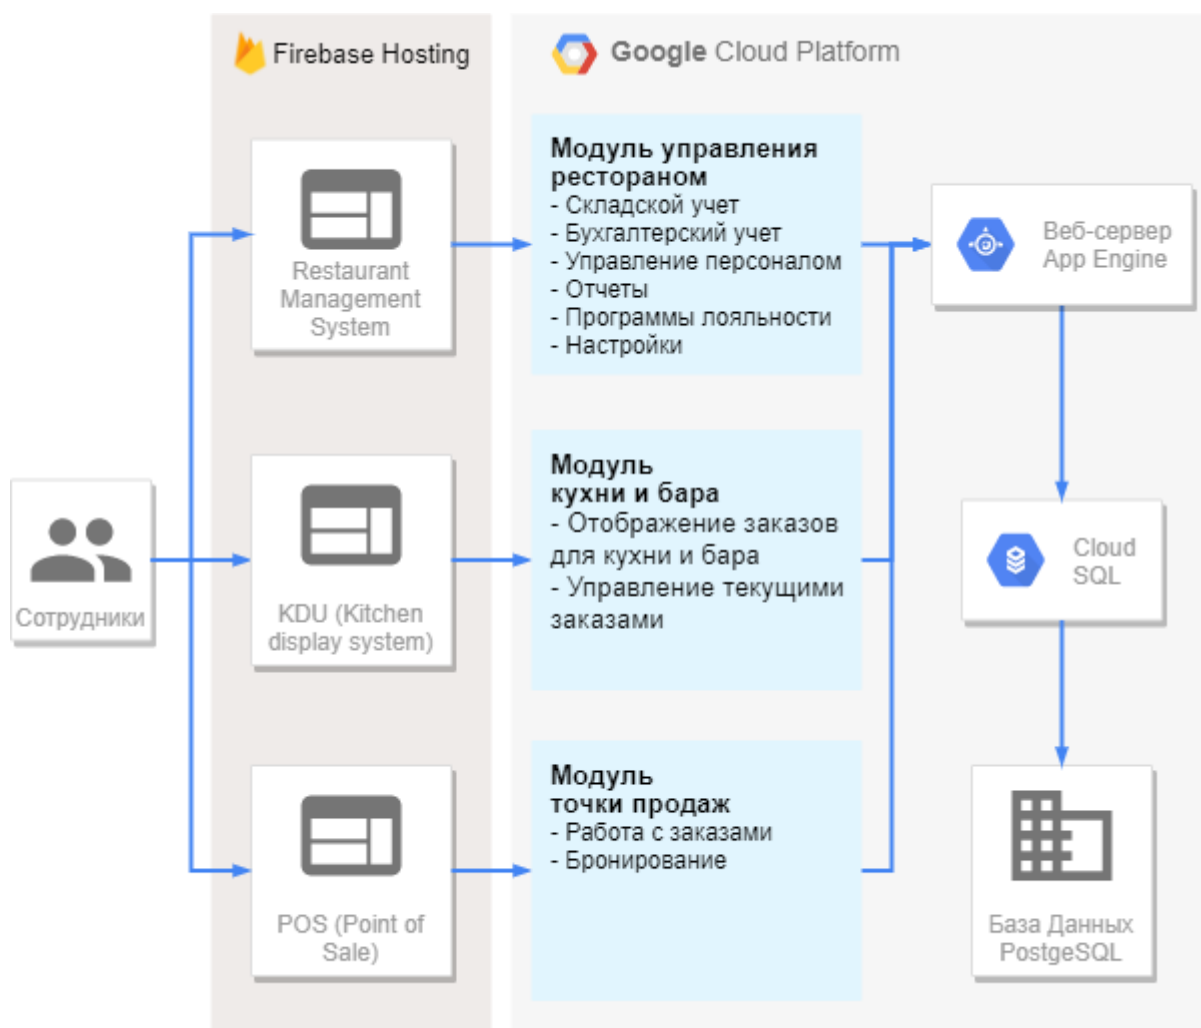 Firebase Hosting
Google Cloud Platform
Сотрудники
Restaurant
Management
System
KDU (Kitchen
display system)
POS (Point of
Sale)
Модуль управления
рестораном
- Складской учет
- Бухгалтерский учет
- Управление персоналом
- Отчеты
- Программы лояльности
- Настройки
Модуль
кухни и бара
- Отображение заказов
для кухни и бара
- Управление текущими
заказами
Модуль
точки продаж
- Работа с заказами
- Бронирование
Веб-сервер
App Engine
Cloud
SQL
База Данных
PostgeSQL